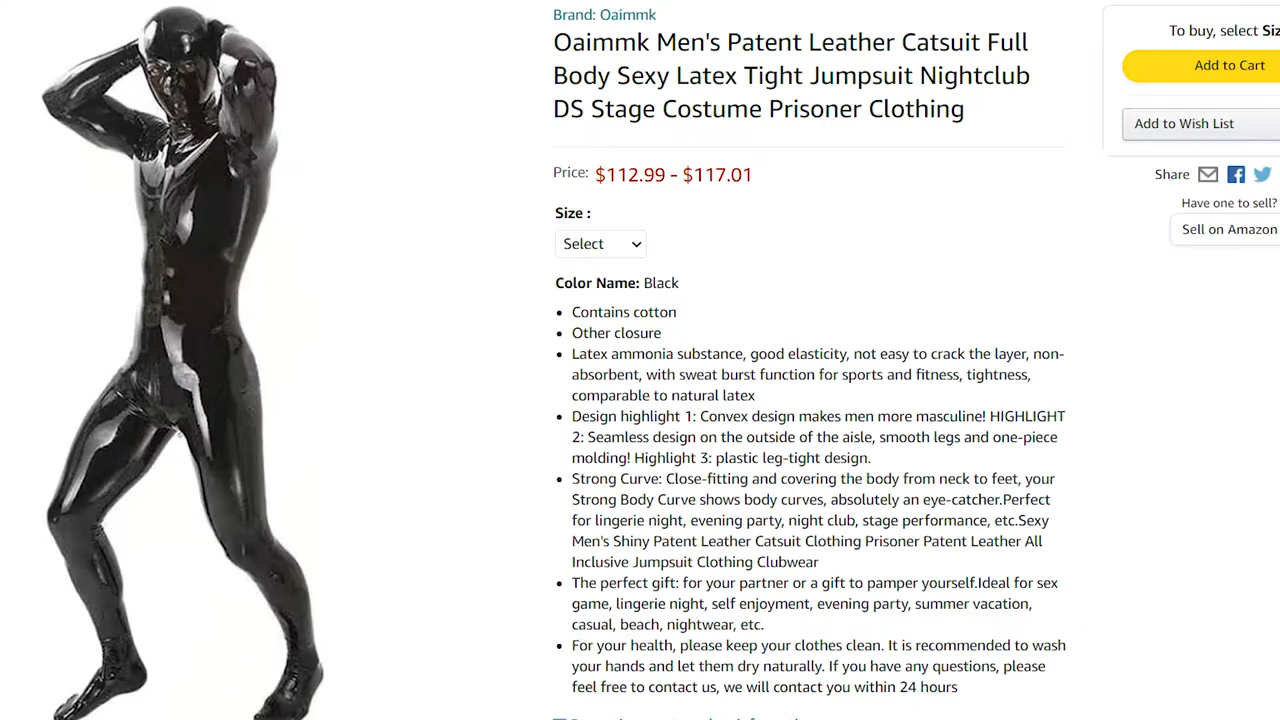 Brand: Oaimmk
Oaimmk Men's Patent Leather Catsuit Full
Body Sexy Latex Tight Jumpsuit Nightclub
DS Stage Costume Prisoner Clothing
Price: $112.99 - $117.01
Size :
Select
Color Name: Black
Contains cotton
Other closure
Latex ammonia substance, good elasticity, not easy to crack the layer, non-
absorbent, with sweat burst function for sports and fitness, tightness,
comparable to natural latex
Design highlight 1: Convex design makes men more masculine! HIGHLIGHT
2: Seamless design on the outside of the aisle, smooth legs and one-piece
molding! Highlight 3: plastic leg-tight design.
Strong Curve: Close-fitting and covering the body from neck to feet, your
Strong Body Curve shows body curves, absolutely an eye-catcher.Perfect
for lingerie night, evening party, night club, stage performance, etc.Sexy
Men's Shiny Patent Leather Catsuit Clothing Prisoner Patent Leather All
Inclusive Jumpsuit Clothing Clubwear
The perfect gift: for your partner or a gift to pamper yourself.Ideal for sex
game, lingerie night, self enjoyment, evening party, summer vacation,
casual, beach, nightwear, etc.
For your health, please keep your clothes clean. It is recommended to wash
your hands and let them dry naturally. If you have any questions, please
feel free to contact us, we will contact you within 24 hours
To buy, select Siz
Add to Cart
Add to Wish List
Share
Have one to sell?
Sell on Amazon